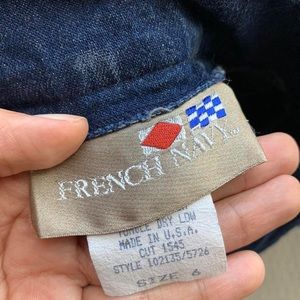 FRENCH NAVY
TUMBLE DRY LOW
MADE IN U.S.A.
CUT 1545
STYLE 102135/5726
SIZE 6